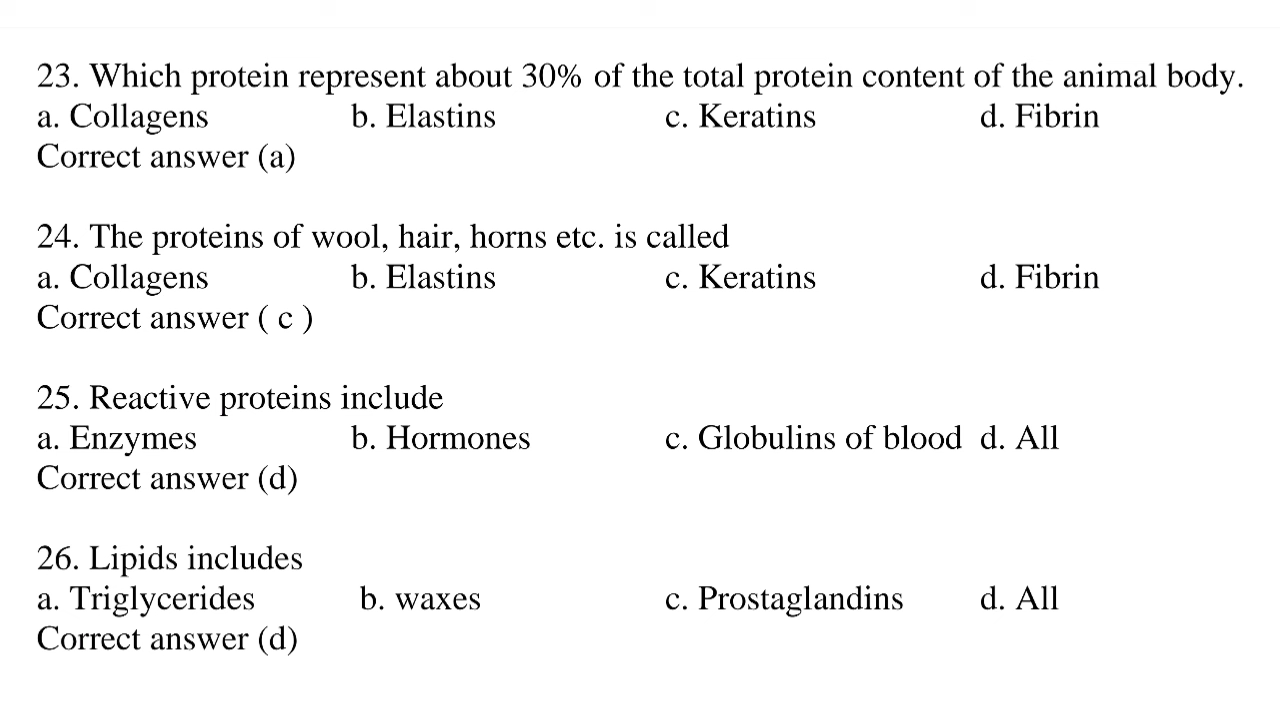 23. Which protein represent about 30% of the total protein content of the animal body.
a. Collagens b. Elastins c. Keratins d. Fibrin
Correct answer (a)
24. The proteins of wool, hair, horns etc. is called
a. Collagens b. Elastins c. Keratins d. Fibrin
Correct answer ( c )
25. Reactive proteins include
a. Enzymes b. Hormones c. Globulins of blood d. All
Correct answer (d)
26. Lipids includes
a. Triglycerides b. waxes c. Prostaglandins d. All
Correct answer (d)